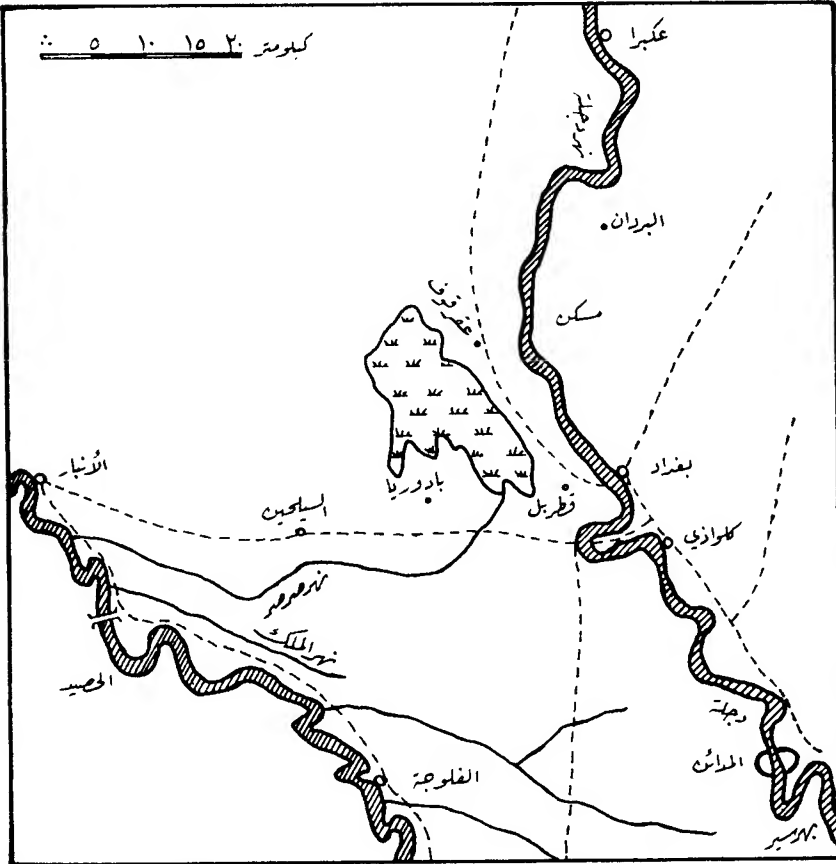 ٠ ٥ ١٠ ١٥ ٢٠ كيلومتر
عكبرا
نهر دجلة
البردان
مسكن
عقرقوف
بغداد
الأنبار
بادوريا
قطربل
السيلحين
كلواذي
نهر صرصر
نهر الملك
الحصيد
دجلة
المدائن
الفلوجة
بهرسير